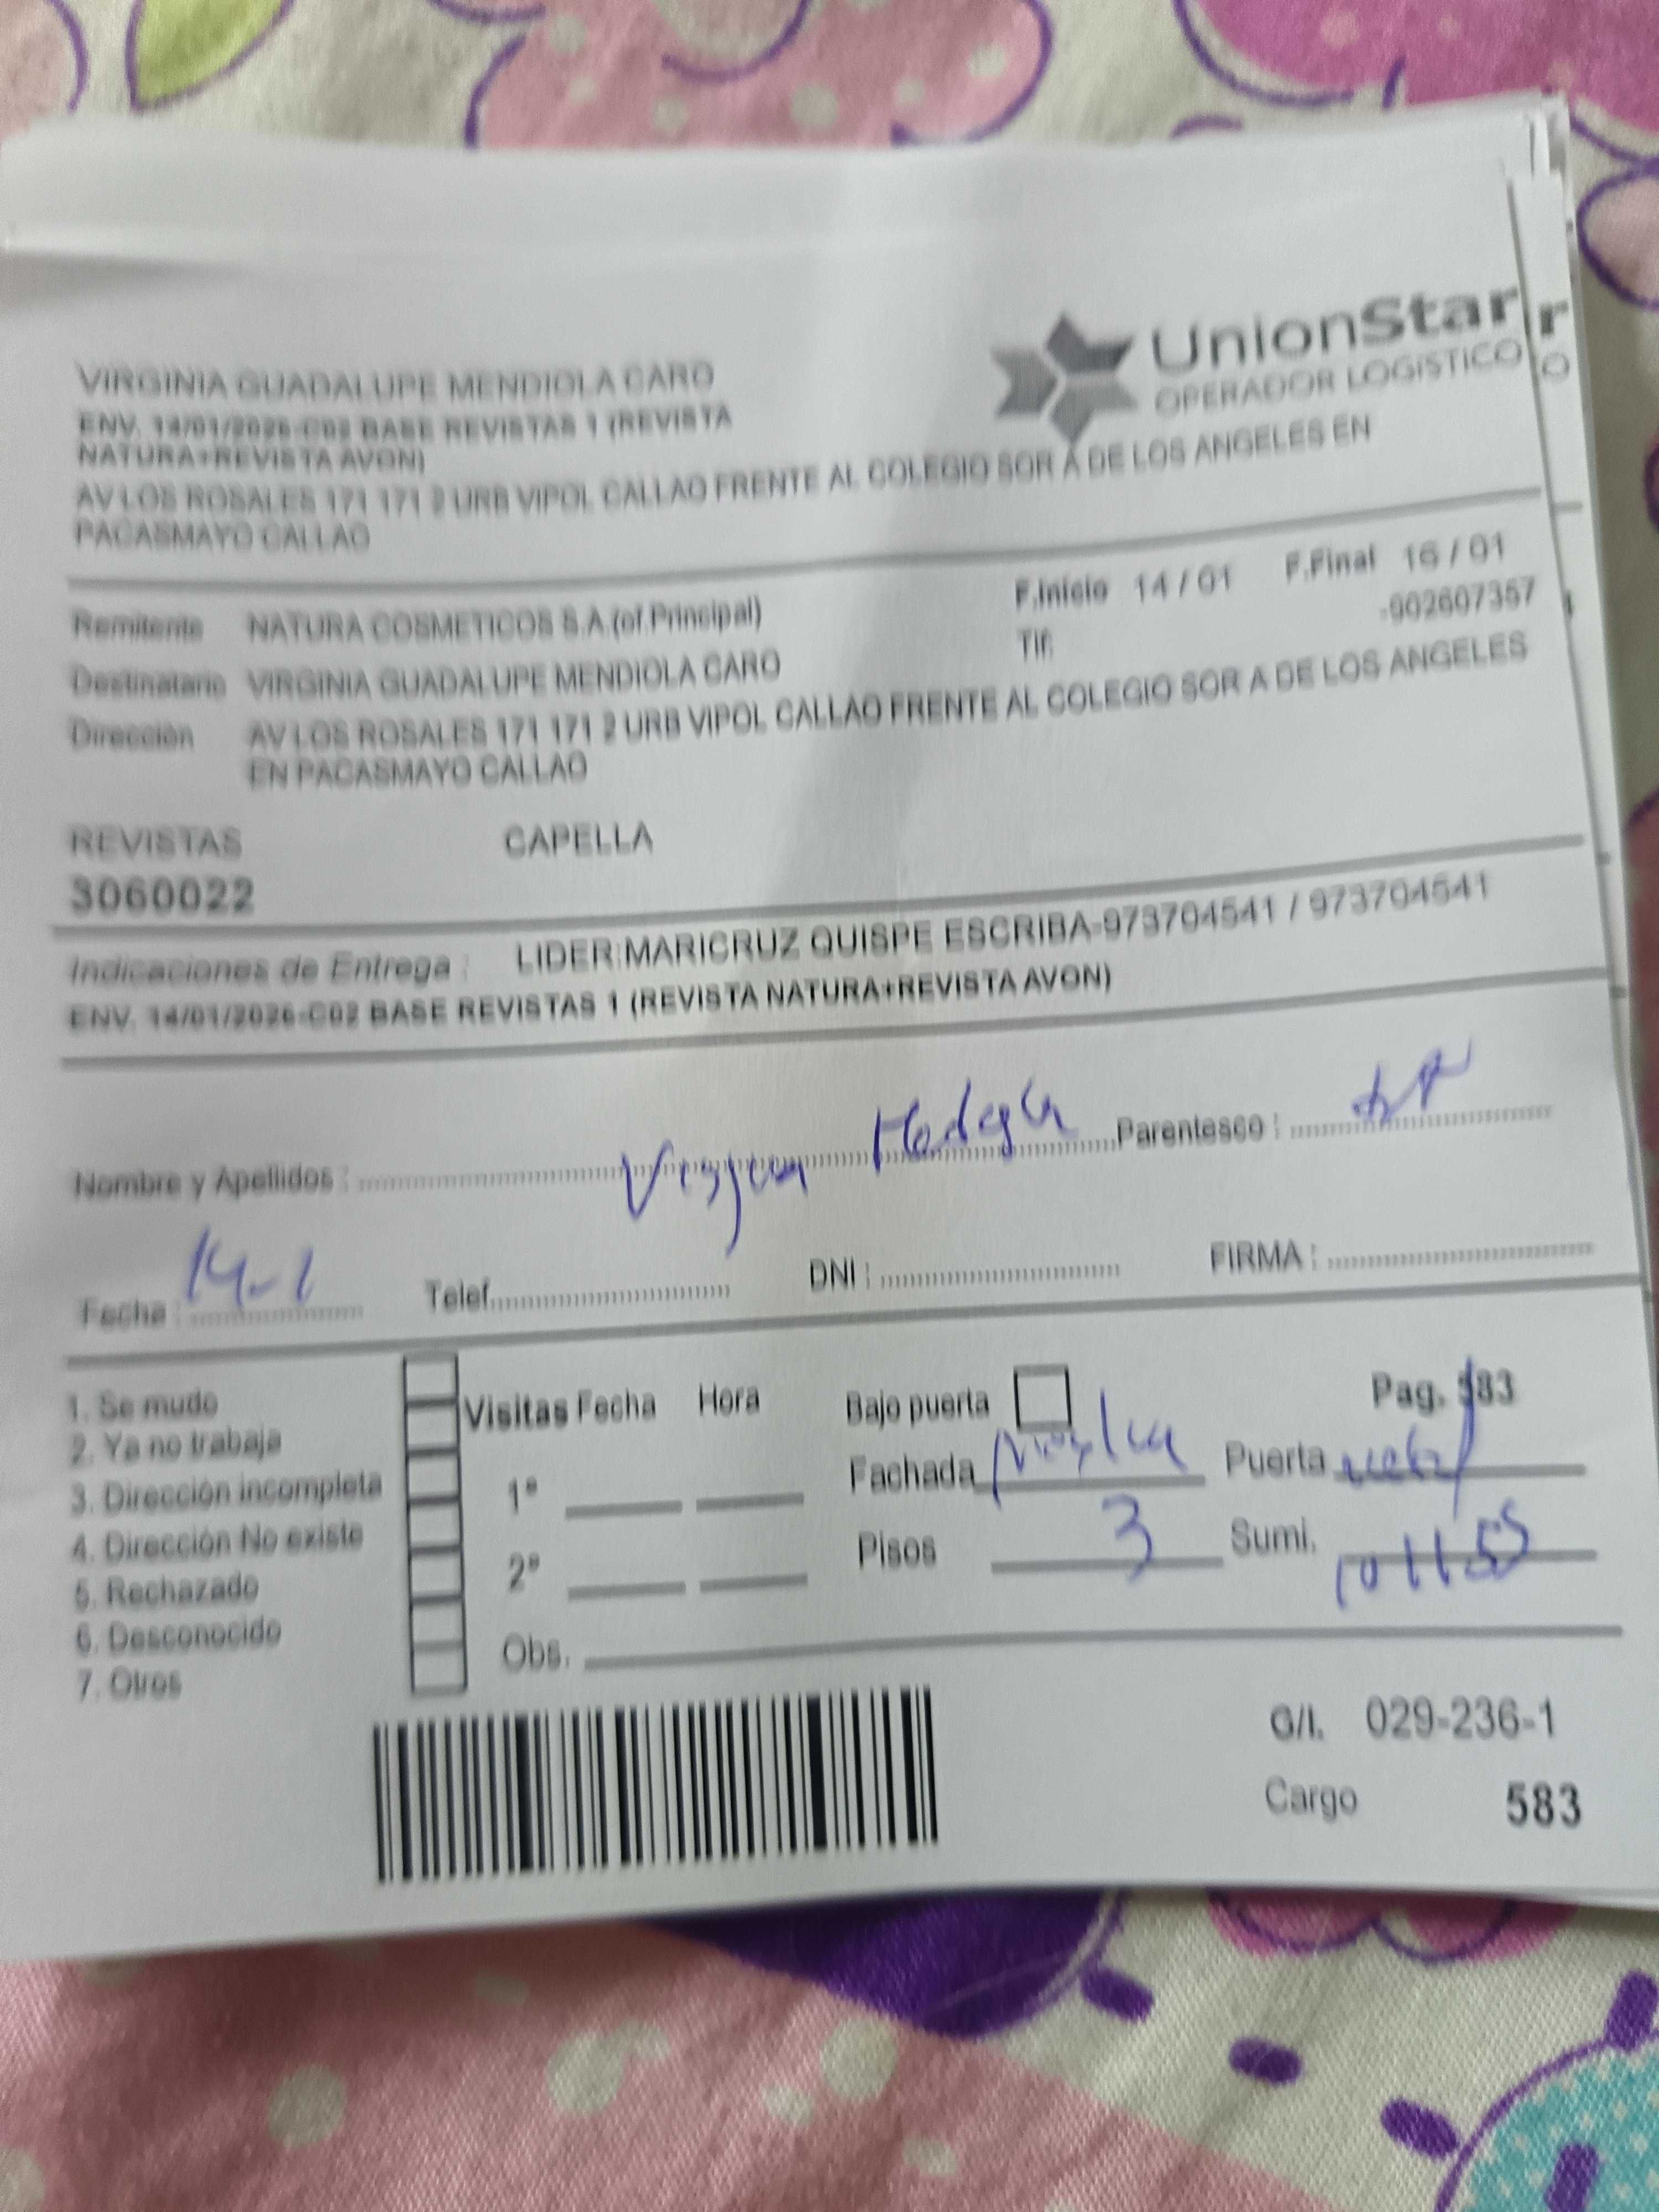 UnionStar
OPERADOR LOGISTICO
VIRGINIA GUADALUPE MENDIOLA CARO
ENV. 14/01/2026-C02 BASE REVISTAS 1 (REVISTA
NATURA+REVISTA AVON)
AV LOS ROSALES 171 171 2 URB VIPOL CALLAO FRENTE AL COLEGIO SOR A DE LOS ANGELES EN
PACASMAYO CALLAO
Remitente NATURA COSMETICOS S.A.(of.Principal) F.Inicio 14 / 01 F.Final 16 / 01
Tlf: -902607357
Destinatario VIRGINIA GUADALUPE MENDIOLA CARO
Dirección AV LOS ROSALES 171 171 2 URB VIPOL CALLAO FRENTE AL COLEGIO SOR A DE LOS ANGELES
EN PACASMAYO CALLAO
REVISTAS CAPELLA
3060022
Indicaciones de Entrega : LIDER:MARICRUZ QUISPE ESCRIBA-973704541 / 973704541
ENV. 14/01/2026-C02 BASE REVISTAS 1 (REVISTA NATURA+REVISTA AVON)
Nombre y Apellidos : Parentesco :
Fecha : 14-1 Telef. DNI : FIRMA :
1. Se mudo
2. Ya no trabaja
3. Dirección incompleta
4. Dirección No existe
5. Rechazado
6. Desconocido
7. Otros
Visitas Fecha Hora
1ª
2ª
Obs.
Bajo puerta Pag. 583
Fachada Puerta
Pisos 3 Sumi. 101155
G/I. 029-236-1
Cargo 583